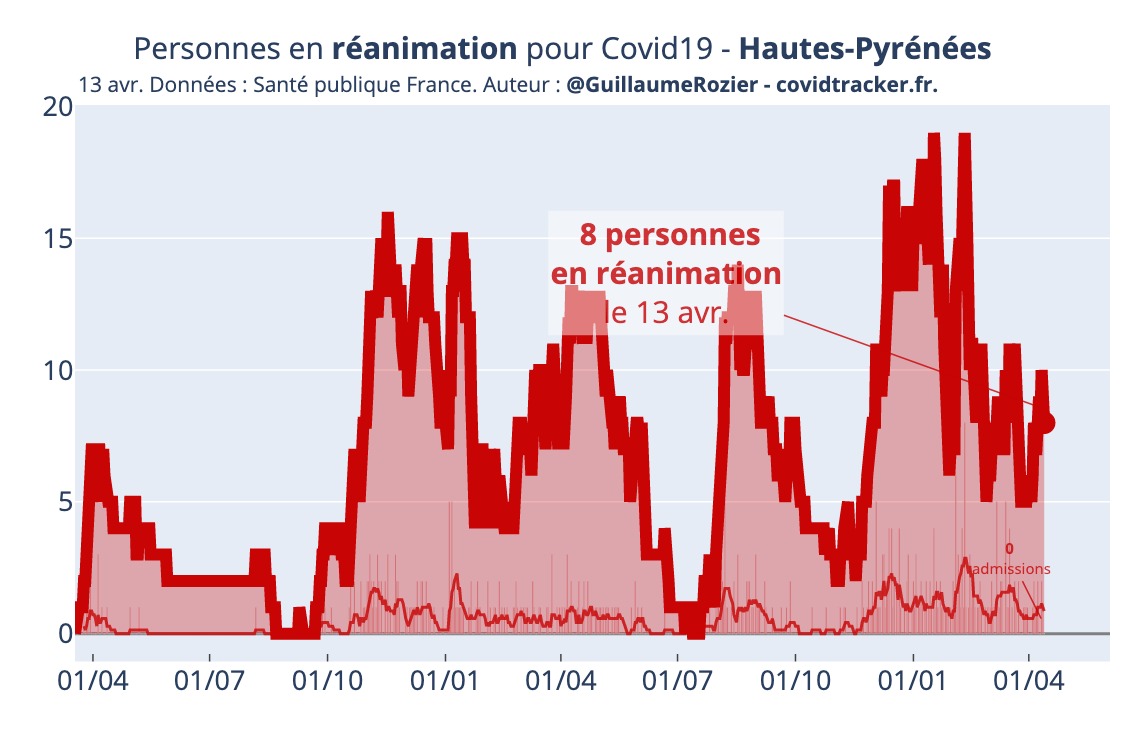 Personnes en réanimation pour Covid19 - Hautes-Pyrénées
13 avr. Données : Santé publique France. Auteur : @GuillaumeRozier - covidtracker.fr.
20
15
10
5
0
8 personnes
en réanimation
le 13 avr.
0
admissions
01/04 01/07 01/10 01/01 01/04 01/07 01/10 01/01 01/04